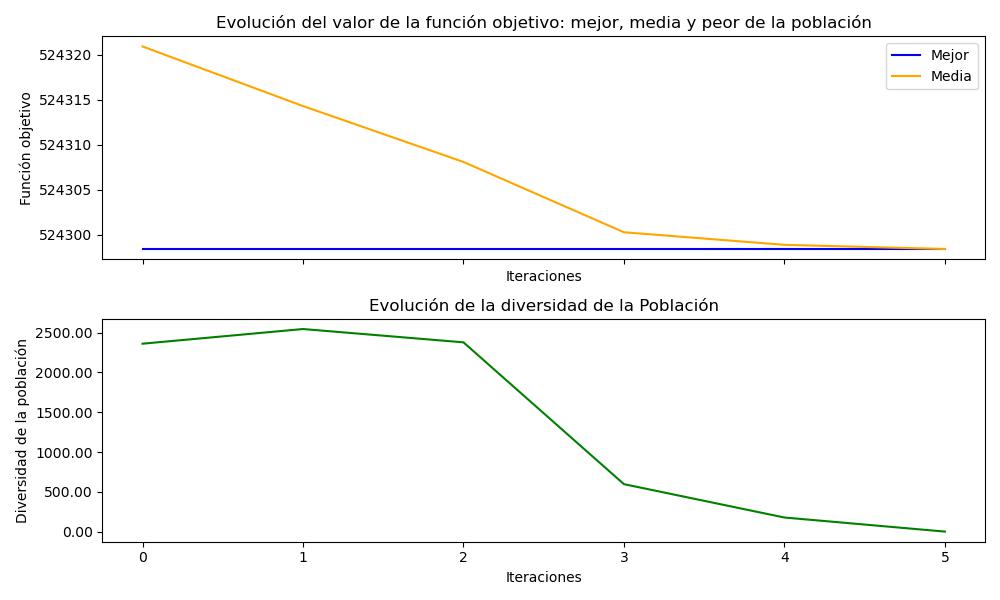 Evolución del valor de la función objetivo: mejor, media y peor de la población
Función objetivo
524320
524315
524310
524305
524300
Mejor
Media
Iteraciones
Evolución de la diversidad de la Población
Diversidad de la población
2500.00
2000.00
1500.00
1000.00
500.00
0.00
0 1 2 3 4 5
Iteraciones